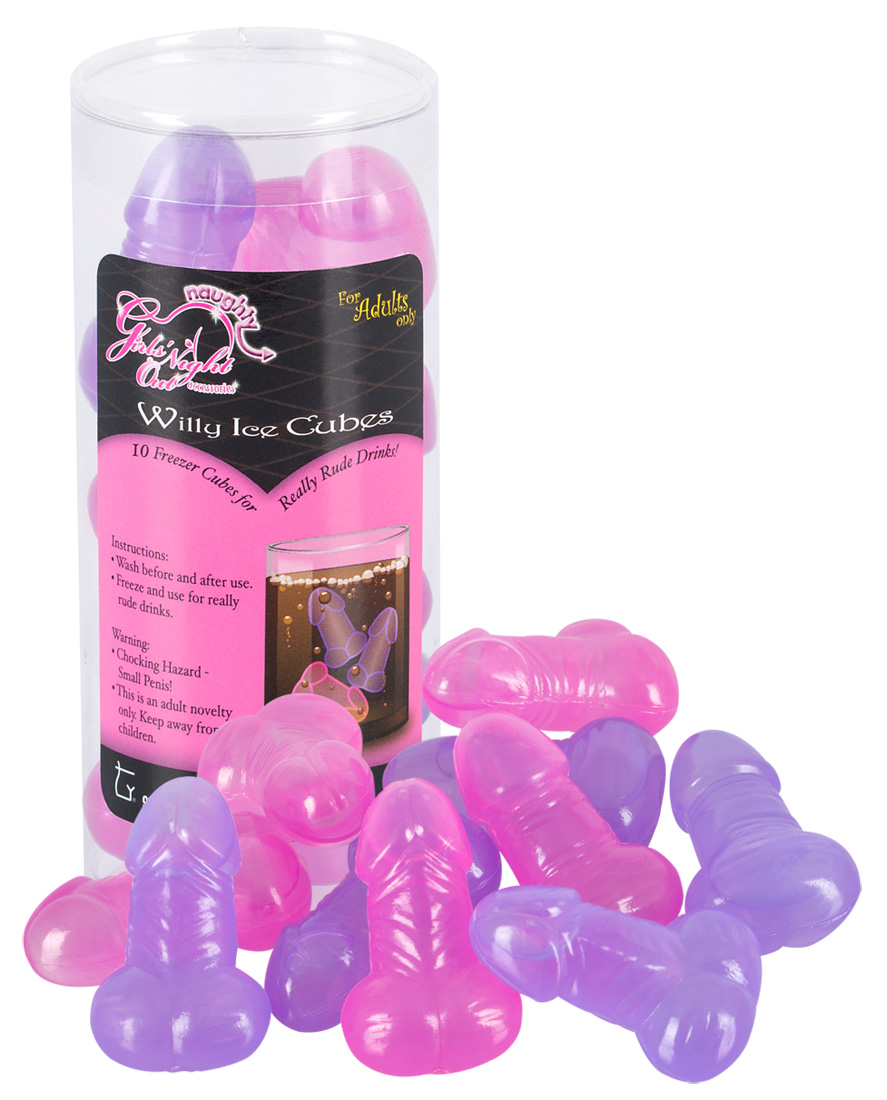 naughty
Girls' Night
Out accessories
For
Adults
only
Willy Ice Cubes
10 Freezer Cubes for
Really Rude Drinks!
Instructions:
• Wash before and after use.
• Freeze and use for really
rude drinks.
Warning:
• Chocking Hazard -
Small Penis!
• This is an adult novelty
only. Keep away from
children.